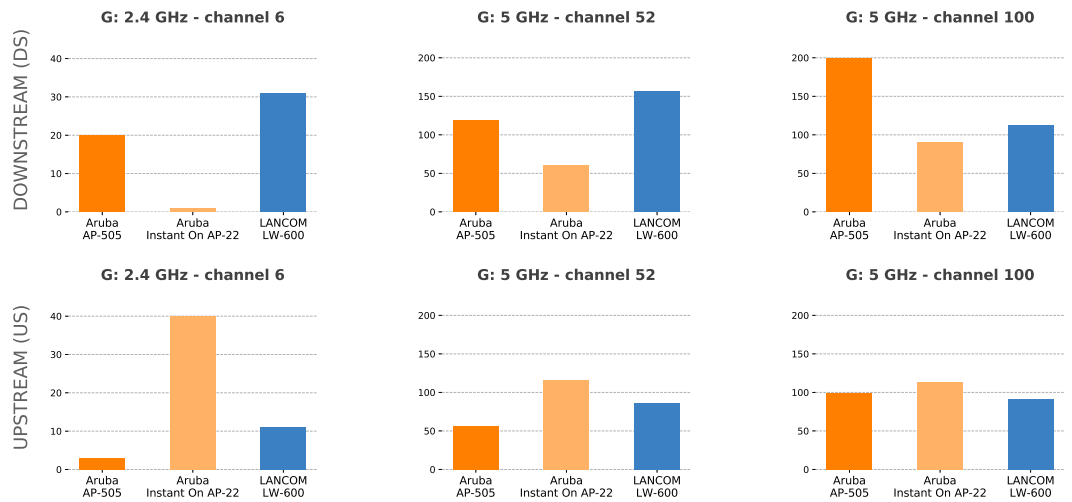 G: 2.4 GHz - channel 6
G: 5 GHz - channel 52
G: 5 GHz - channel 100
DOWNSTREAM (DS)
40
30
20
10
0
Aruba
AP-505
Aruba
Instant On AP-22
LANCOM
LW-600
200
150
100
50
0
Aruba
AP-505
Aruba
Instant On AP-22
LANCOM
LW-600
200
150
100
50
0
Aruba
AP-505
Aruba
Instant On AP-22
LANCOM
LW-600
G: 2.4 GHz - channel 6
G: 5 GHz - channel 52
G: 5 GHz - channel 100
UPSTREAM (US)
40
30
20
10
0
Aruba
AP-505
Aruba
Instant On AP-22
LANCOM
LW-600
200
150
100
50
0
Aruba
AP-505
Aruba
Instant On AP-22
LANCOM
LW-600
200
150
100
50
0
Aruba
AP-505
Aruba
Instant On AP-22
LANCOM
LW-600